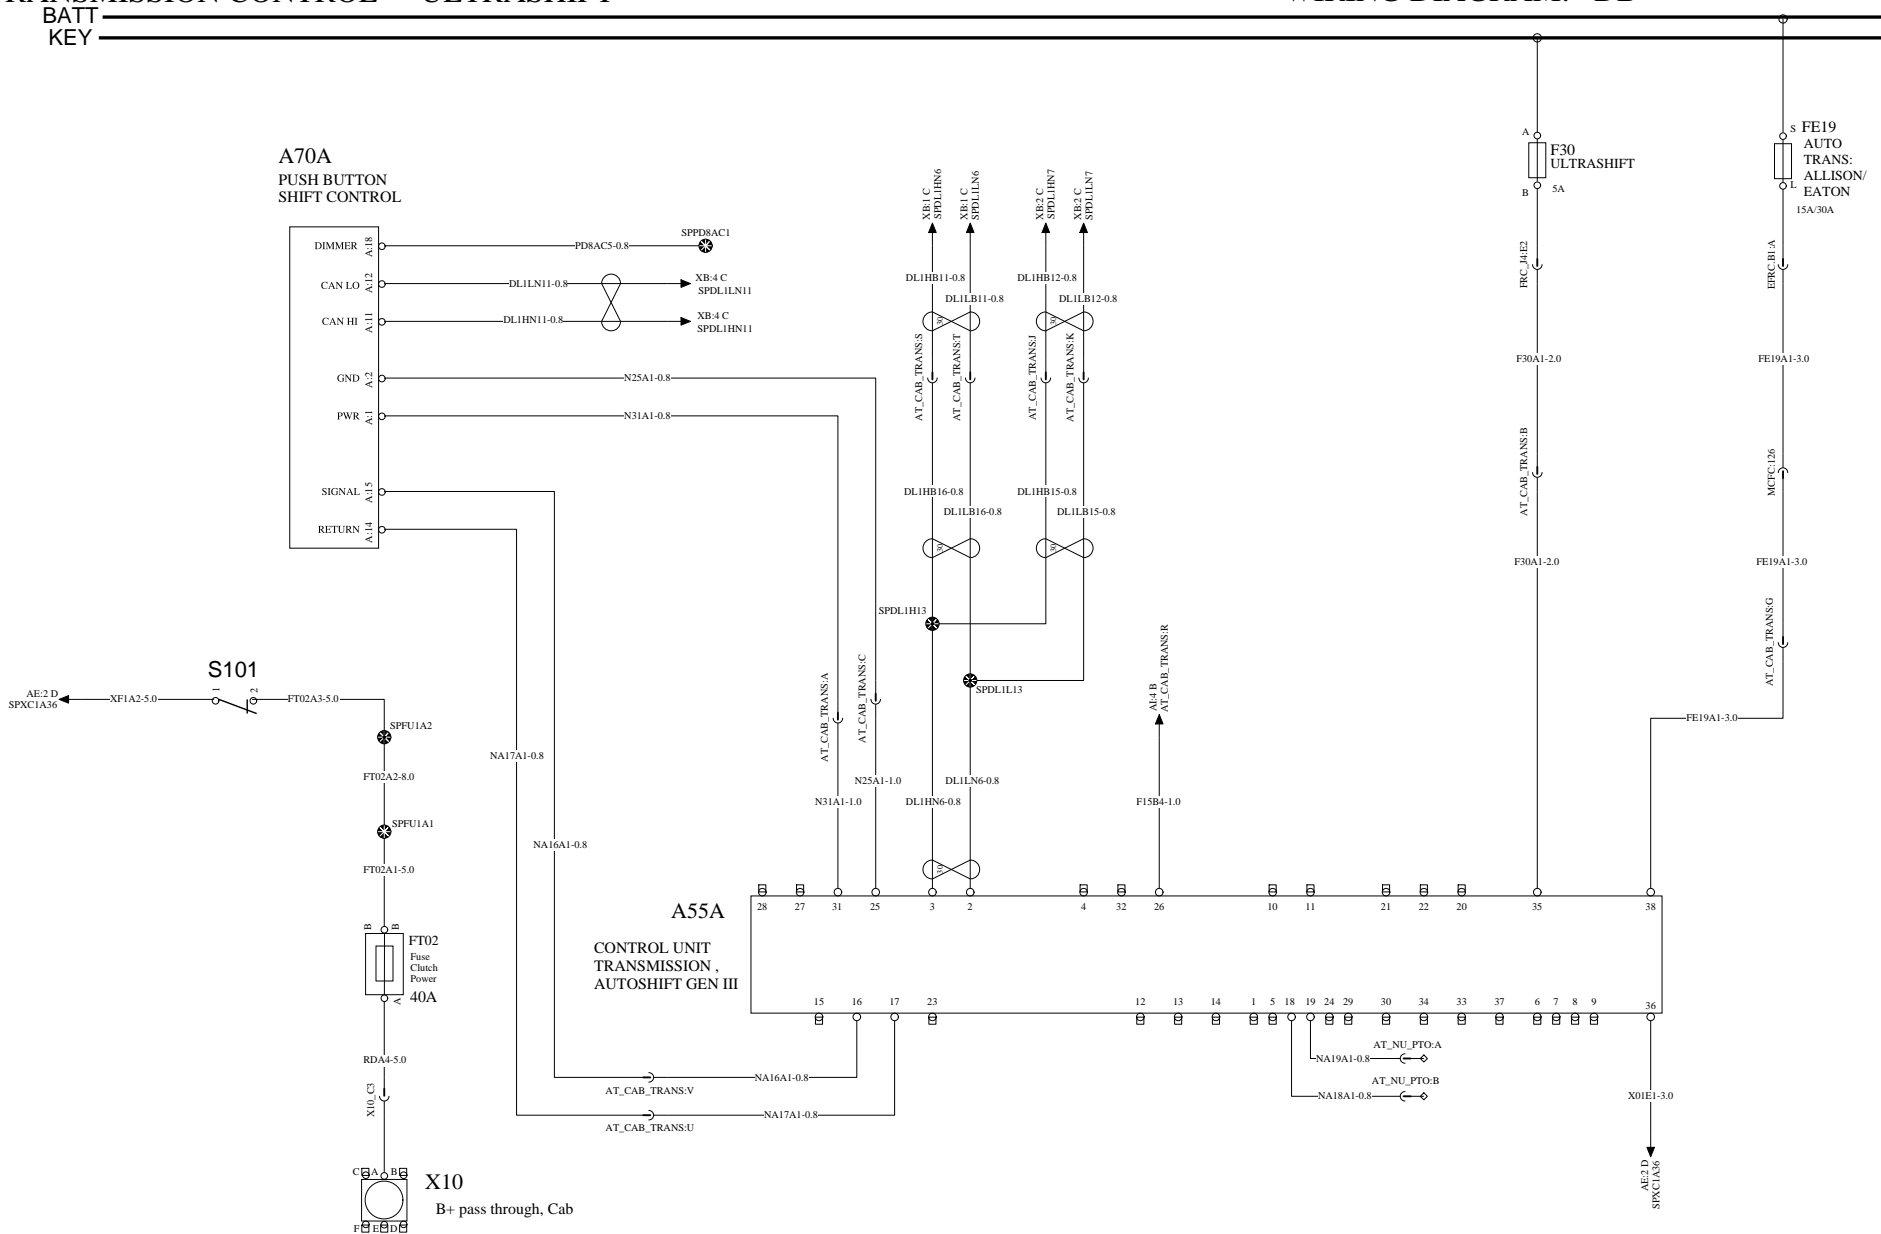 BATT
KEY
A70A
PUSH BUTTON
SHIFT CONTROL
DIMMER
A:18
PD8AC5-0.8
SPPD8AC1
CAN LO
A:12
DL1LN11-0.8
XB:4 C
SPDL1LN11
CAN HI
A:11
DL1HN11-0.8
XB:4 C
SPDL1HN11
GND
A:2
N25A1-0.8
PWR
A:1
N31A1-0.8
SIGNAL
A:15
RETURN
A:14
XB:1 C
SPDL1HN6
XB:1 C
SPDL1LN6
XB:2 C
SPDL1HN7
XB:2 C
SPDL1LN7
DL1HB11-0.8
DL1HB12-0.8
DL1LB11-0.8
DL1LB12-0.8
30
30
AT_CAB_TRANS:S
AT_CAB_TRANS:T
AT_CAB_TRANS:J
AT_CAB_TRANS:K
DL1HB16-0.8
DL1HB15-0.8
DL1LB16-0.8
DL1LB15-0.8
30
30
SPDL1H13
SPDL1L13
A
F30
ULTRASHIFT
B
5A
FRC_J4:E2
F30A1-2.0
AT_CAB_TRANS:B
F30A1-2.0
S
FE19
AUTO
TRANS:
ALLISON/
EATON
L
15A/30A
EFRC.B1:A
FE19A1-3.0
MCFC:126
FE19A1-3.0
AT_CAB_TRANS:G
FE19A1-3.0
S101
AE:2 D
SPXC1A36
XF1A2-5.0
1
2
FT02A3-5.0
SPFU1A2
FT02A2-8.0
SPFU1A1
FT02A1-5.0
B
B
FT02
Fuse
Clutch
Power
40A
A
RDA4-5.0
X10_C3
C
A
B
F
E
D
X10
B+ pass through, Cab
NA17A1-0.8
NA16A1-0.8
AT_CAB_TRANS:A
AT_CAB_TRANS:C
N25A1-1.0
N31A1-1.0
DL1LN6-0.8
DL1HN6-0.8
30
AI:4 B
AT_CAB_TRANS:R
F15B4-1.0
A55A
CONTROL UNIT
TRANSMISSION ,
AUTOSHIFT GEN III
28
27
31
25
3
2
4
32
26
10
11
21
22
20
35
38
15
16
17
23
12
13
14
1
5
18
19
24
29
30
34
33
37
6
7
8
9
36
AT_NU_PTO:A
NA19A1-0.8
AT_NU_PTO:B
NA18A1-0.8
NA16A1-0.8
AT_CAB_TRANS:V
NA17A1-0.8
AT_CAB_TRANS:U
X01E1-3.0
AE:2 D
SPXC1A36